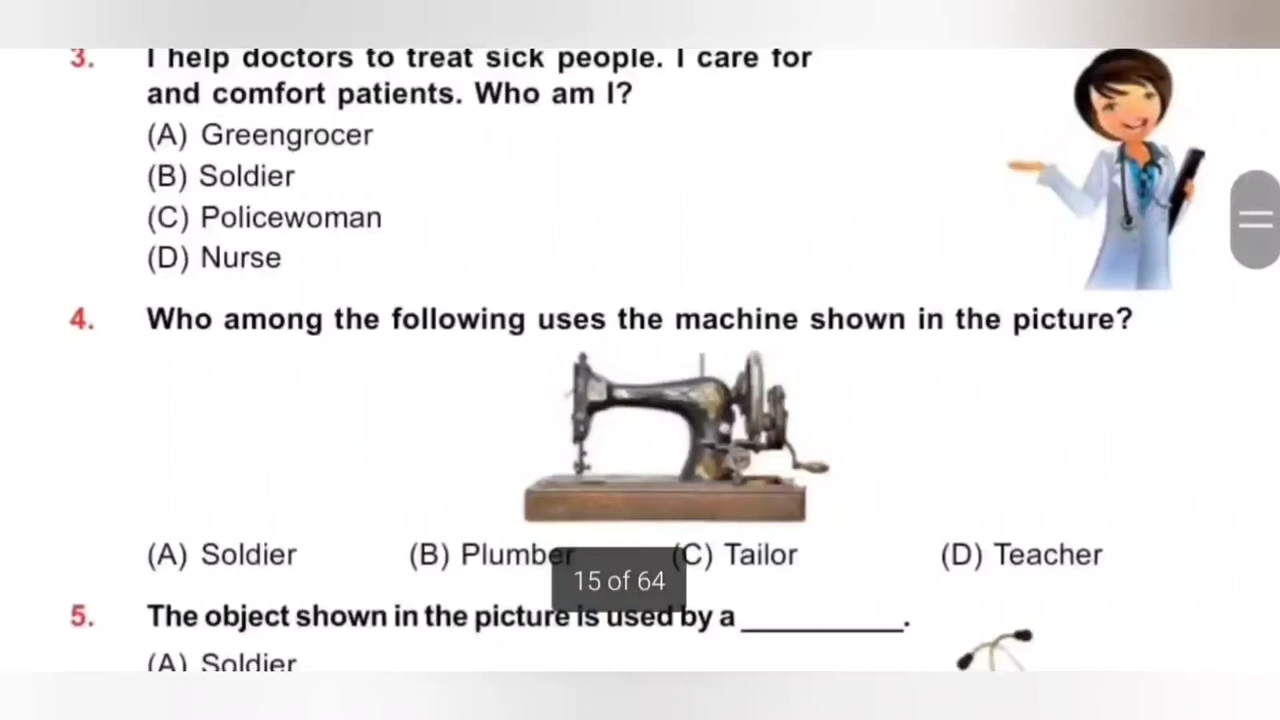 3. I help doctors to treat sick people. I care for
and comfort patients. Who am I?
(A) Greengrocer
(B) Soldier
(C) Policewoman
(D) Nurse
4. Who among the following uses the machine shown in the picture?
(A) Soldier (B) Plumber (C) Tailor (D) Teacher
15 of 64
5. The object shown in the picture is used by a __________.
(A) Soldier